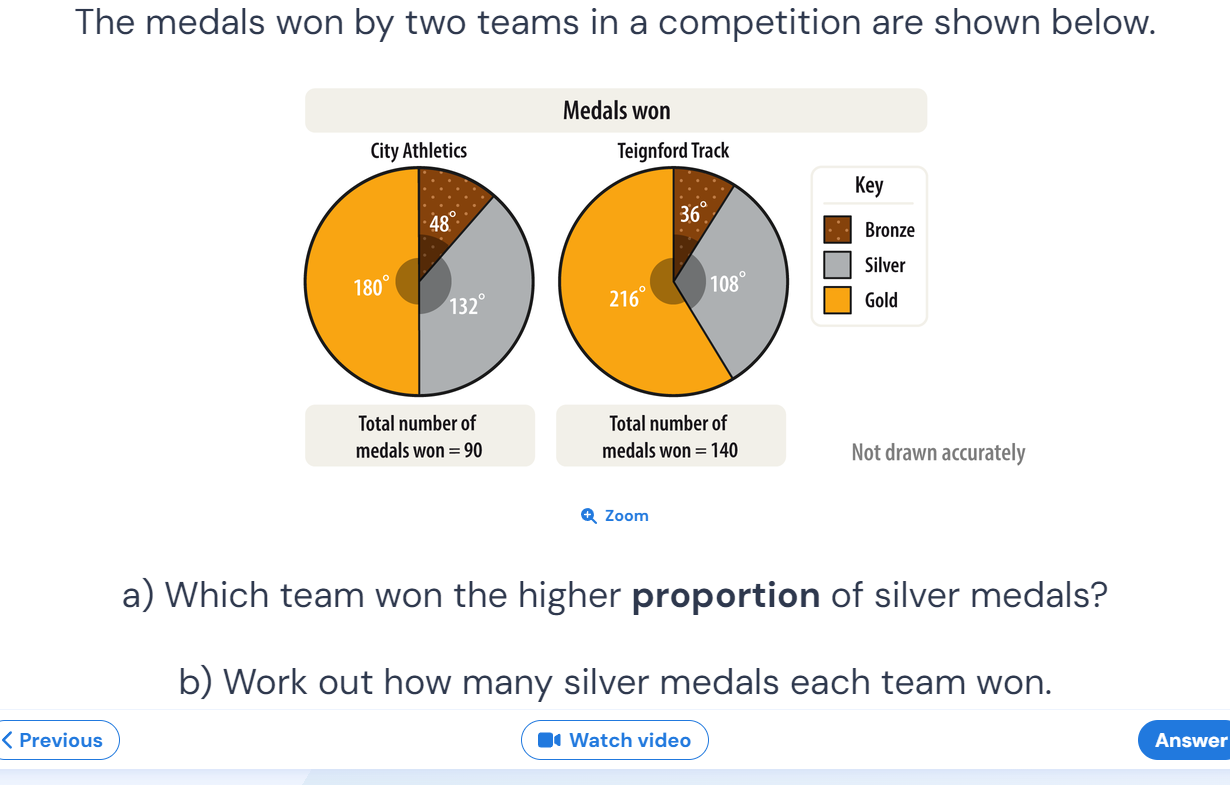 The medals won by two teams in a competition are shown below.
Medals won
City Athletics
Teignford Track
48°
180°
132°
36°
216°
108°
Key
Bronze
Silver
Gold
Total number of
medals won = 90
Total number of
medals won = 140
Not drawn accurately
Zoom
a) Which team won the higher proportion of silver medals?
b) Work out how many silver medals each team won.
Previous
Watch video
Answer